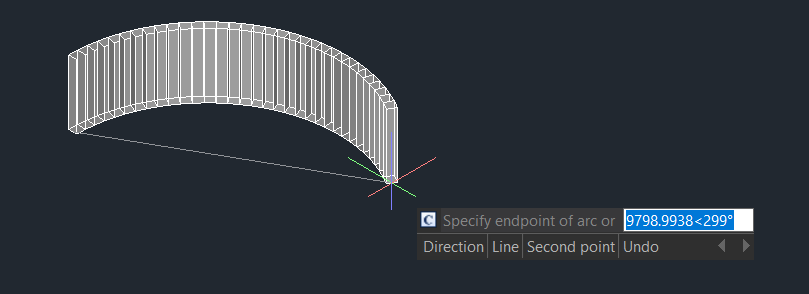 C Specify endpoint of arc or 9798.9938<299°
Direction Line Second point Undo